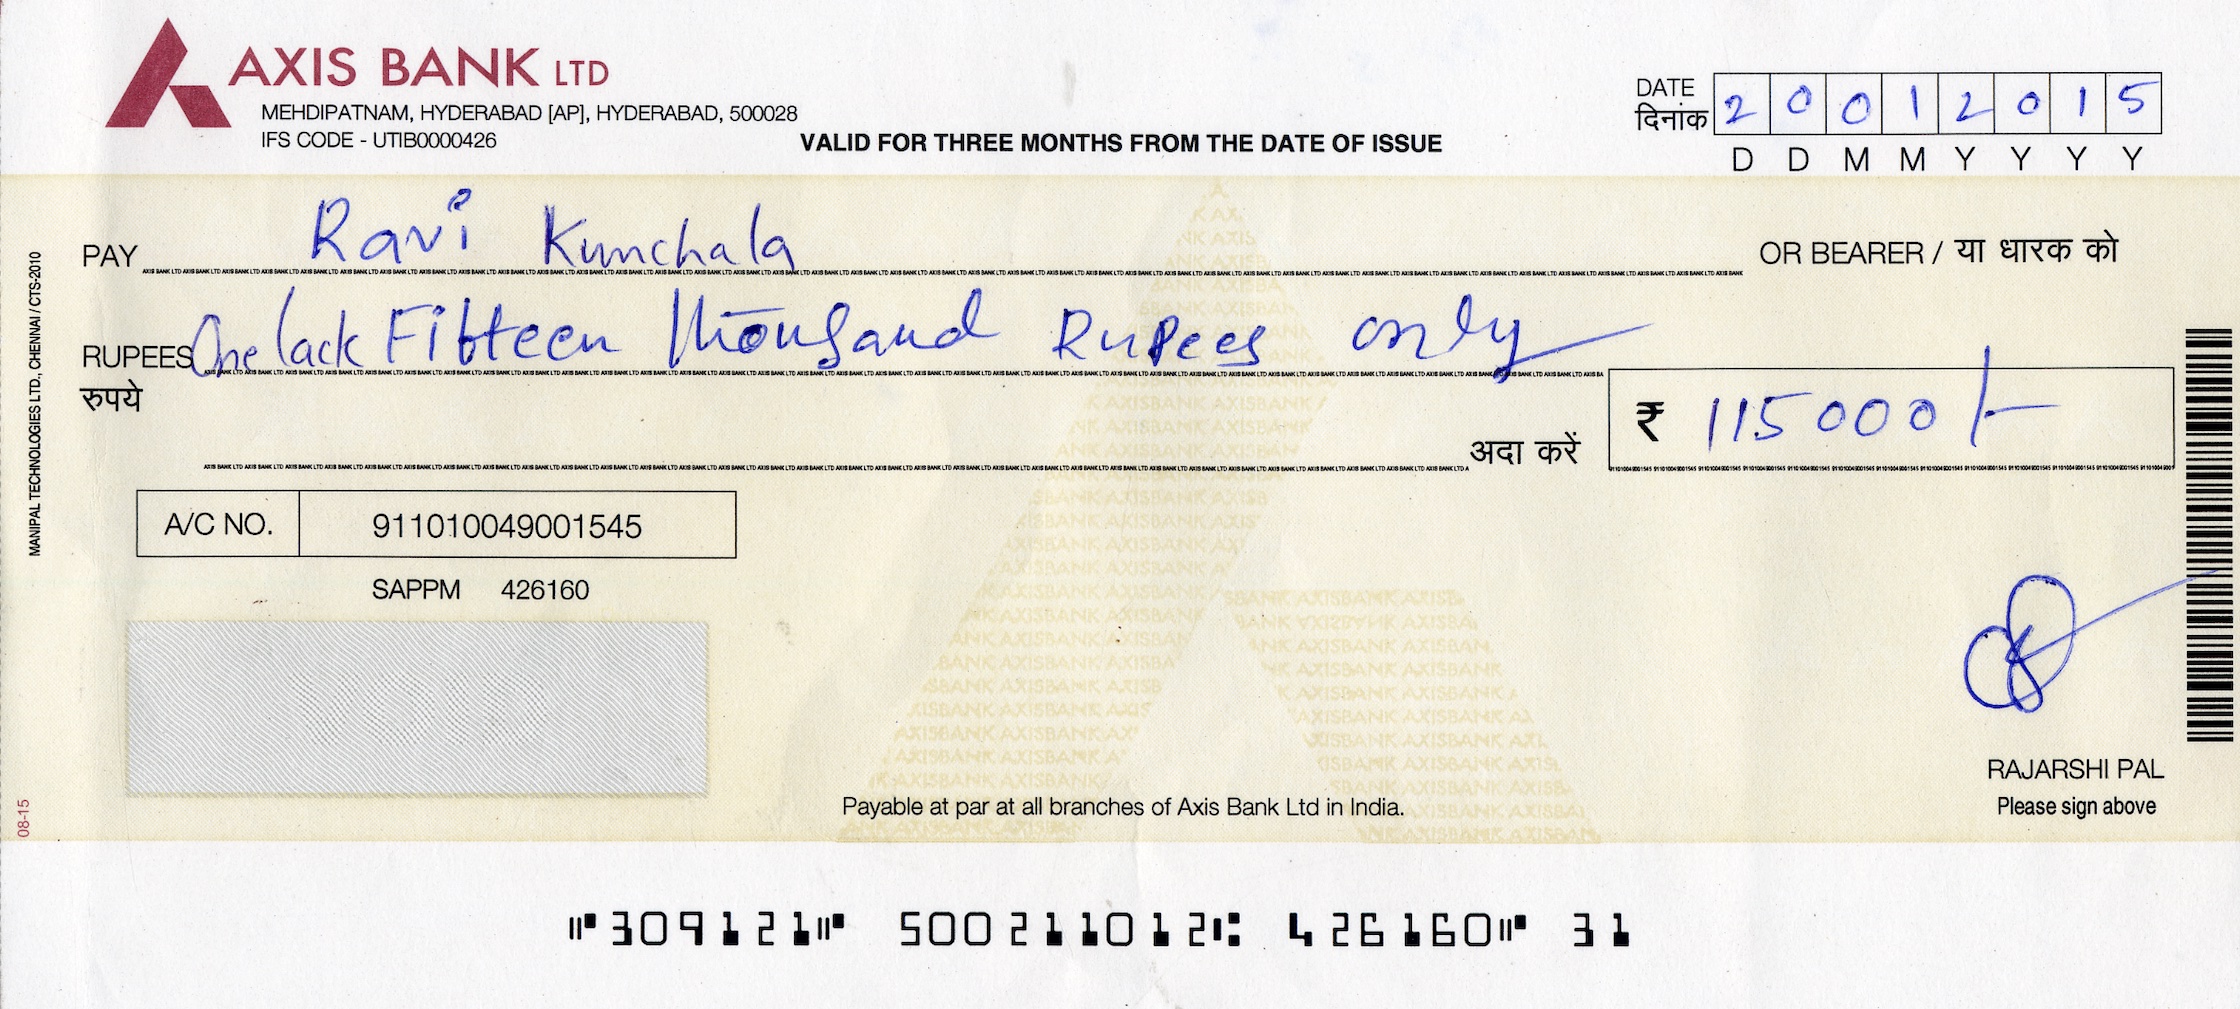 AXIS BANK LTD
MEHDIPATNAM, HYDERABAD [AP], HYDERABAD, 500028
IFS CODE - UTIB0000426
VALID FOR THREE MONTHS FROM THE DATE OF ISSUE
DATE
दिनांक
2 0 0 1 2 0 1 5
D D M M Y Y Y Y
PAY Ravi Kunchala OR BEARER / या धारक को
RUPEES One lack Fifteen Thousand Rupees only
रुपये
अदा करें ₹ 115000/-
A/C NO. 911010049001545
SAPPM 426160
VOID
RAJARSHI PAL
Please sign above
Payable at par at all branches of Axis Bank Ltd in India.
MANIPAL TECHNOLOGIES LTD., CHENNAI / CTS-2010
08-15
⑈309121⑈ 500211012⑆ 426160⑈ 31